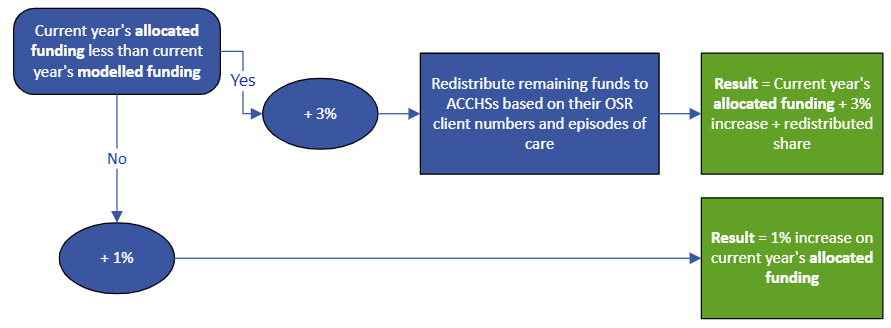 Current year's allocated
funding less than current
year's modelled funding
Yes
+ 3%
Redistribute remaining funds to
ACCHSs based on their OSR
client numbers and episodes of
care
Result = Current year's
allocated funding + 3%
increase + redistributed
share
No
+ 1%
Result = 1% increase on
current year's allocated
funding